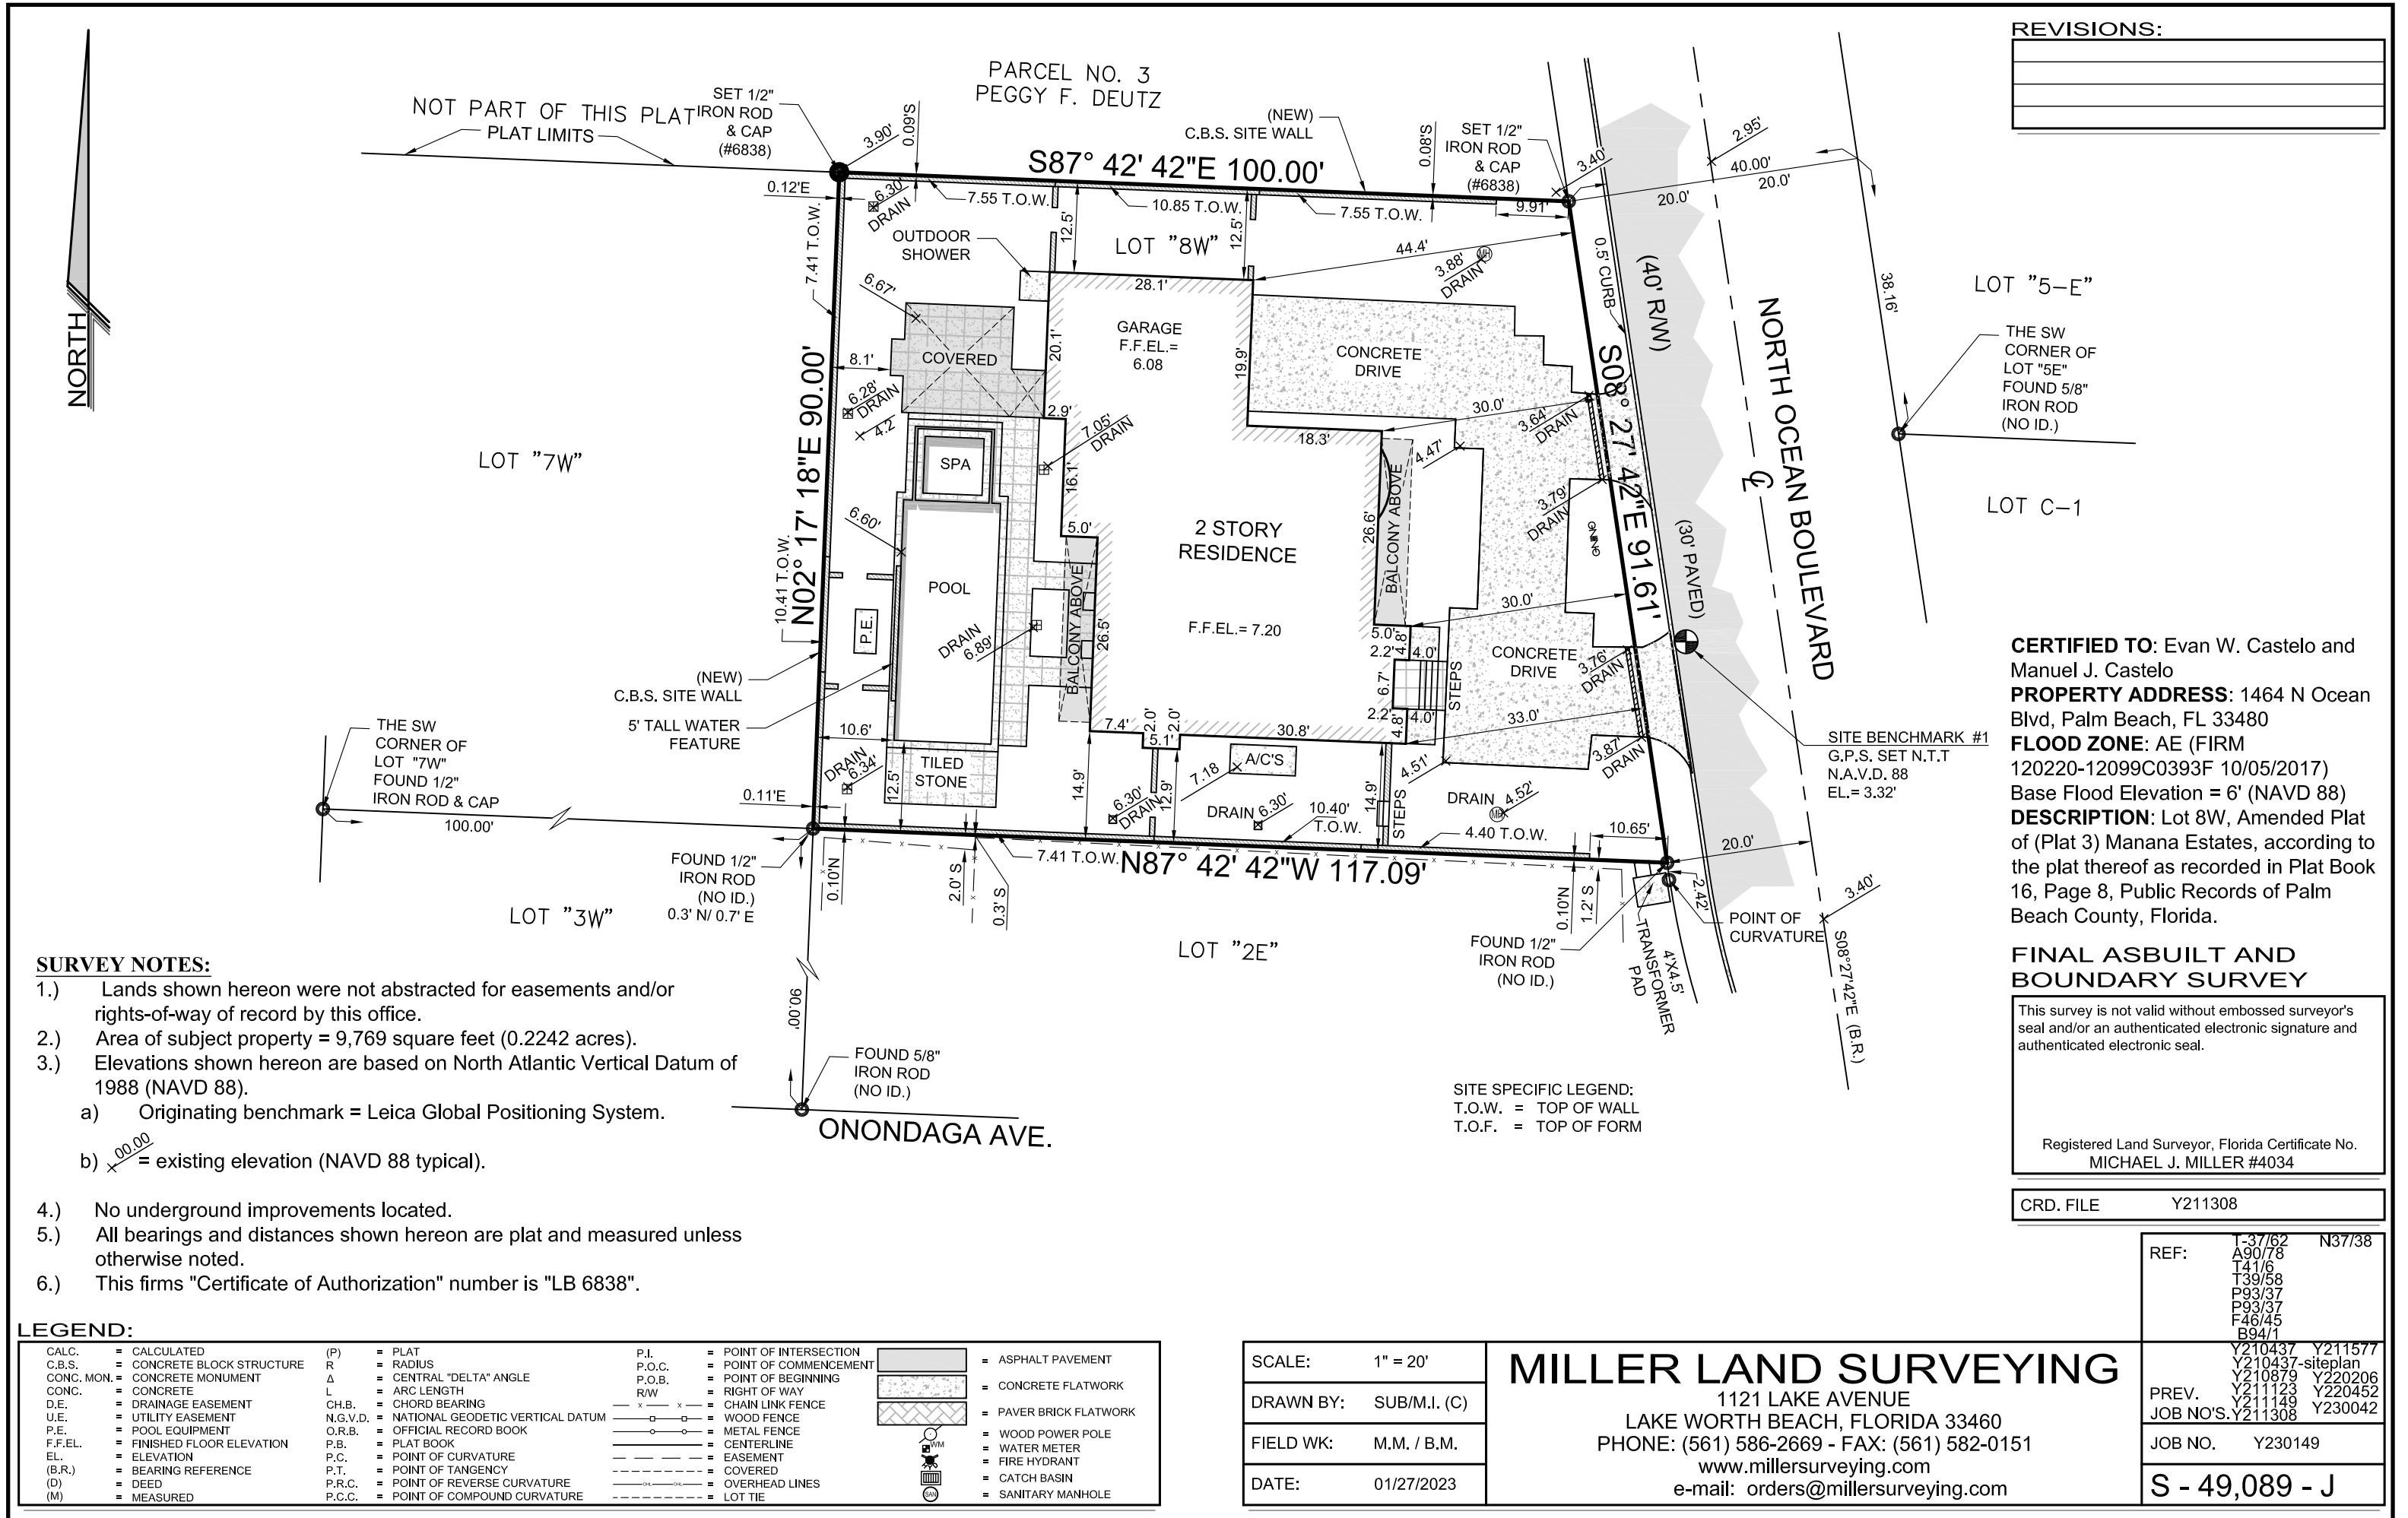 REVISIONS:
PARCEL NO. 3
PEGGY F. DEUTZ
NOT PART OF THIS PLAT
PLAT LIMITS
SET 1/2"
IRON ROD
& CAP
(#6838)
3.90'
0.09'S
(NEW)
C.B.S. SITE WALL
0.08'S
SET 1/2"
IRON ROD
& CAP
(#6838)
3.40'
2.95'
40.00'
20.0'
20.0'
S87° 42' 42"E 100.00'
0.12'E
6.30'
DRAIN
7.55 T.O.W.
10.85 T.O.W.
7.55 T.O.W.
9.91'
NORTH
7.41 T.O.W.
OUTDOOR
SHOWER
12.5'
LOT "8W"
12.5'
44.4'
3.88'
MH
DRAIN
0.5' CURB
(40' R/W)
38.16'
LOT "5-E"
THE SW
CORNER OF
LOT "5E"
FOUND 5/8"
IRON ROD
(NO ID.)
6.67'
28.1'
GARAGE
F.F.EL.=
6.08
20.1'
19.9'
CONCRETE
DRIVE
COVERED
8.1'
6.28'
DRAIN
4.2
2.9'
7.05'
DRAIN
18.3'
30.0'
3.64'
DRAIN
4.47'
S08° 27' 42"E 91.61'
NORTH OCEAN BOULEVARD
LOT "7W"
N02° 17' 18"E 90.00'
SPA
16.1'
6.60'
5.0'
2 STORY
RESIDENCE
26.6'
BALCONY ABOVE
3.79'
DRAIN
(30' PAVED)
LOT C-1
10.41 T.O.W.
POOL
P.E.
DRAIN
6.89'
BALCONY ABOVE
26.5'
F.F.EL.= 7.20
30.0'
5.0'
4.8'
2.2'
4.0'
6.7'
STEPS
CONCRETE
DRIVE
3.76'
DRAIN
2.2'
4.0'
4.8'
33.0'
3.87'
DRAIN
(NEW)
C.B.S. SITE WALL
5' TALL WATER
FEATURE
7.4'
2.0'
2.0'
5.1'
30.8'
A/C'S
SITE BENCHMARK #1
G.P.S. SET N.T.T
N.A.V.D. 88
EL.= 3.32'
THE SW
CORNER OF
LOT "7W"
FOUND 1/2"
IRON ROD & CAP
100.00'
10.6'
DRAIN
6.34'
12.5'
TILED
STONE
0.11'E
14.9'
6.30'
DRAIN
12.9'
7.18
DRAIN
6.30'
10.40'
T.O.W.
14.9'
STEPS
4.51'
DRAIN
4.52'
MH
4.40 T.O.W.
10.65'
20.0'
7.41 T.O.W.
N87° 42' 42"W 117.09'
FOUND 1/2"
IRON ROD
(NO ID.)
0.3' N/ 0.7' E
0.10'N
2.0' S
0.3' S
0.10'N
1.2' S
FOUND 1/2"
IRON ROD
(NO ID.)
TRANSFORMER
PAD
4'X4.5'
2.42'
POINT OF
CURVATURE
3.40'
S08°27'42"E (B.R.)
LOT "3W"
LOT "2E"
90.00'
FOUND 5/8"
IRON ROD
(NO ID.)
ONONDAGA AVE.
SITE SPECIFIC LEGEND:
T.O.W. = TOP OF WALL
T.O.F. = TOP OF FORM
CERTIFIED TO: Evan W. Castelo and
Manuel J. Castelo
PROPERTY ADDRESS: 1464 N Ocean
Blvd, Palm Beach, FL 33480
FLOOD ZONE: AE (FIRM
120220-12099C0393F 10/05/2017)
Base Flood Elevation = 6' (NAVD 88)
DESCRIPTION: Lot 8W, Amended Plat
of (Plat 3) Manana Estates, according to
the plat thereof as recorded in Plat Book
16, Page 8, Public Records of Palm
Beach County, Florida.
FINAL ASBUILT AND
BOUNDARY SURVEY
This survey is not valid without embossed surveyor's
seal and/or an authenticated electronic signature and
authenticated electronic seal.
Registered Land Surveyor, Florida Certificate No.
MICHAEL J. MILLER #4034
CRD. FILE Y211308
REF:
T-37/62 N37/38
A90/78
T41/6
T39/58
P93/37
P93/37
F46/45
B94/1
PREV.
JOB NO'S.
Y210437 Y211577
Y210437-siteplan
Y210879 Y220206
Y211123 Y220452
Y211149 Y230042
Y211308
JOB NO. Y230149
S - 49,089 - J
SURVEY NOTES:
1.) Lands shown hereon were not abstracted for easements and/or
rights-of-way of record by this office.
2.) Area of subject property = 9,769 square feet (0.2242 acres).
3.) Elevations shown hereon are based on North Atlantic Vertical Datum of
1988 (NAVD 88).
a) Originating benchmark = Leica Global Positioning System.
b) 00.00 = existing elevation (NAVD 88 typical).
4.) No underground improvements located.
5.) All bearings and distances shown hereon are plat and measured unless
otherwise noted.
6.) This firms "Certificate of Authorization" number is "LB 6838".
LEGEND:
CALC. = CALCULATED
C.B.S. = CONCRETE BLOCK STRUCTURE
CONC. MON. = CONCRETE MONUMENT
CONC. = CONCRETE
D.E. = DRAINAGE EASEMENT
U.E. = UTILITY EASEMENT
P.E. = POOL EQUIPMENT
F.F.EL. = FINISHED FLOOR ELEVATION
EL. = ELEVATION
(B.R.) = BEARING REFERENCE
(D) = DEED
(M) = MEASURED
(P) = PLAT
R = RADIUS
Δ = CENTRAL "DELTA" ANGLE
L = ARC LENGTH
CH.B. = CHORD BEARING
N.G.V.D. = NATIONAL GEODETIC VERTICAL DATUM
O.R.B. = OFFICIAL RECORD BOOK
P.B. = PLAT BOOK
P.C. = POINT OF CURVATURE
P.T. = POINT OF TANGENCY
P.R.C. = POINT OF REVERSE CURVATURE
P.C.C. = POINT OF COMPOUND CURVATURE
P.I. = POINT OF INTERSECTION
P.O.C. = POINT OF COMMENCEMENT
P.O.B. = POINT OF BEGINNING
R/W = RIGHT OF WAY
= CHAIN LINK FENCE
= WOOD FENCE
= METAL FENCE
= CENTERLINE
= EASEMENT
= COVERED
= OVERHEAD LINES
= LOT TIE
= ASPHALT PAVEMENT
= CONCRETE FLATWORK
= PAVER BRICK FLATWORK
= WOOD POWER POLE
WM = WATER METER
= FIRE HYDRANT
= CATCH BASIN
SAN = SANITARY MANHOLE
SCALE: 1" = 20'
DRAWN BY: SUB/M.I. (C)
FIELD WK: M.M. / B.M.
DATE: 01/27/2023
MILLER LAND SURVEYING
1121 LAKE AVENUE
LAKE WORTH BEACH, FLORIDA 33460
PHONE: (561) 586-2669 - FAX: (561) 582-0151
www.millersurveying.com
e-mail: orders@millersurveying.com